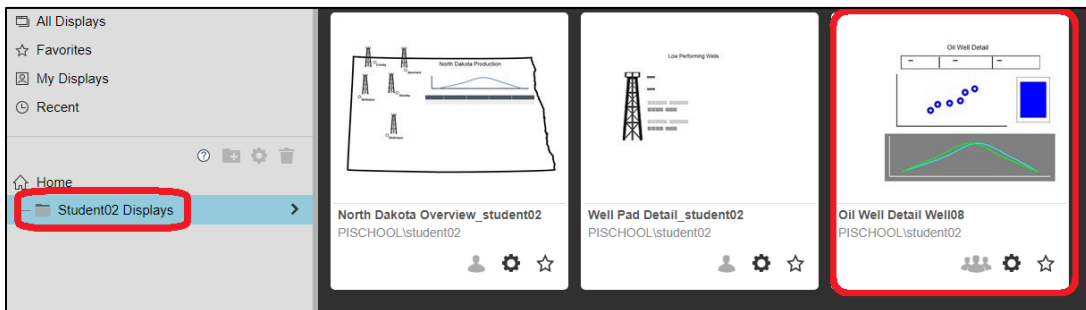 All Displays
Favorites
My Displays
Recent
Home
Student02 Displays
North Dakota Production
North Dakota Overview_student02
PISCHOOL\student02
Low Performing Wells
Well Pad Detail_student02
PISCHOOL\student02
Oil Well Detail
Oil Well Detail Well08
PISCHOOL\student02